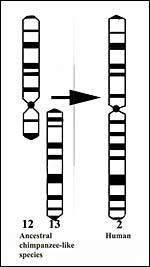 12 13 2
Ancestral Human
chimpanzee-like
species